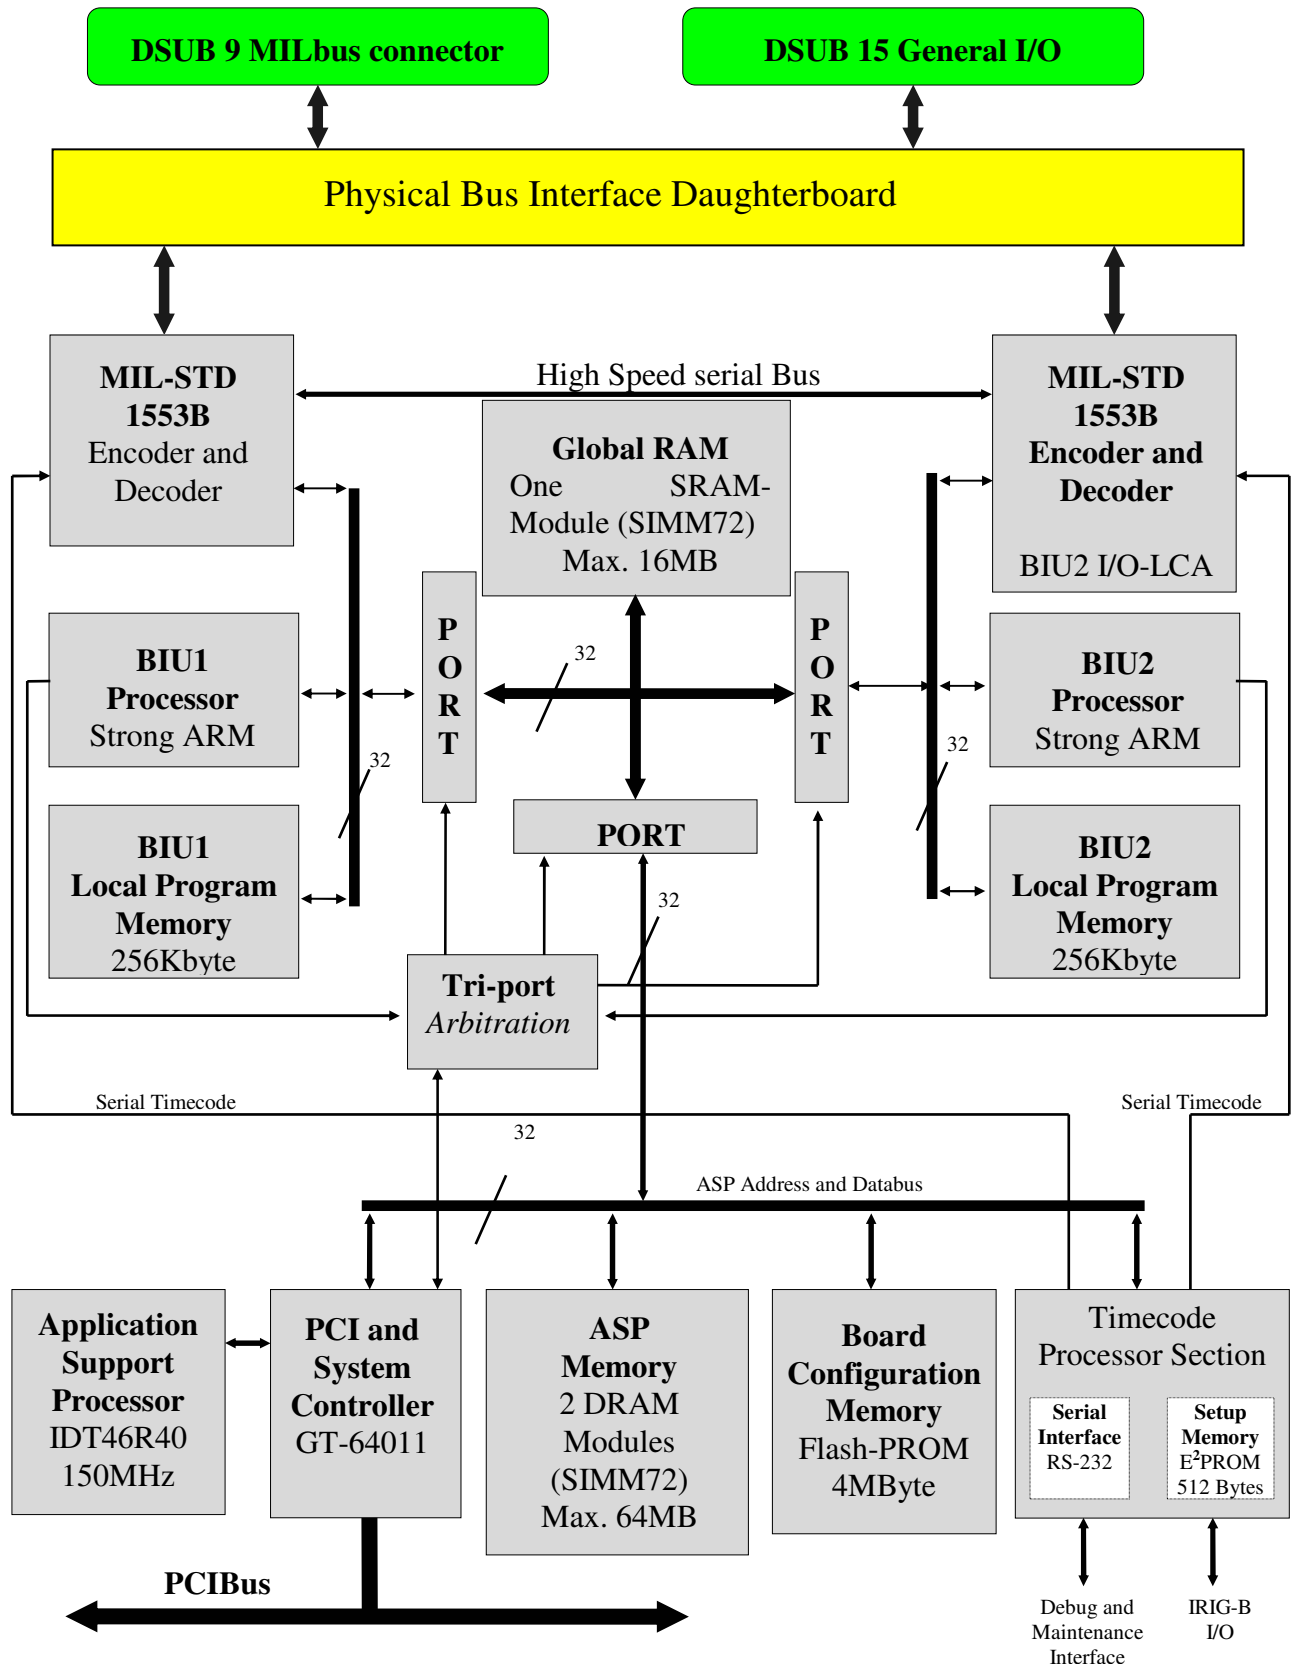 DSUB 9 MILbus connector
DSUB 15 General I/O
Physical Bus Interface Daughterboard
MIL-STD
1553B
Encoder and
Decoder
High Speed serial Bus
MIL-STD
1553B
Encoder and
Decoder
BIU2 I/O-LCA
Global RAM
One SRAM-
Module (SIMM72)
Max. 16MB
P
O
R
T
32
P
O
R
T
BIU1
Processor
Strong ARM
BIU2
Processor
Strong ARM
32
32
BIU1
Local Program
Memory
256Kbyte
PORT
BIU2
Local Program
Memory
256Kbyte
32
Tri-port
Arbitration
Serial Timecode
Serial Timecode
32
ASP Address and Databus
Application
Support
Processor
IDT46R40
150MHz
PCI and
System
Controller
GT-64011
ASP
Memory
2 DRAM
Modules
(SIMM72)
Max. 64MB
Board
Configuration
Memory
Flash-PROM
4MByte
Timecode
Processor Section
Serial
Interface
RS-232
Setup
Memory
E²PROM
512 Bytes
PCIBus
Debug and
Maintenance
Interface
IRIG-B
I/O